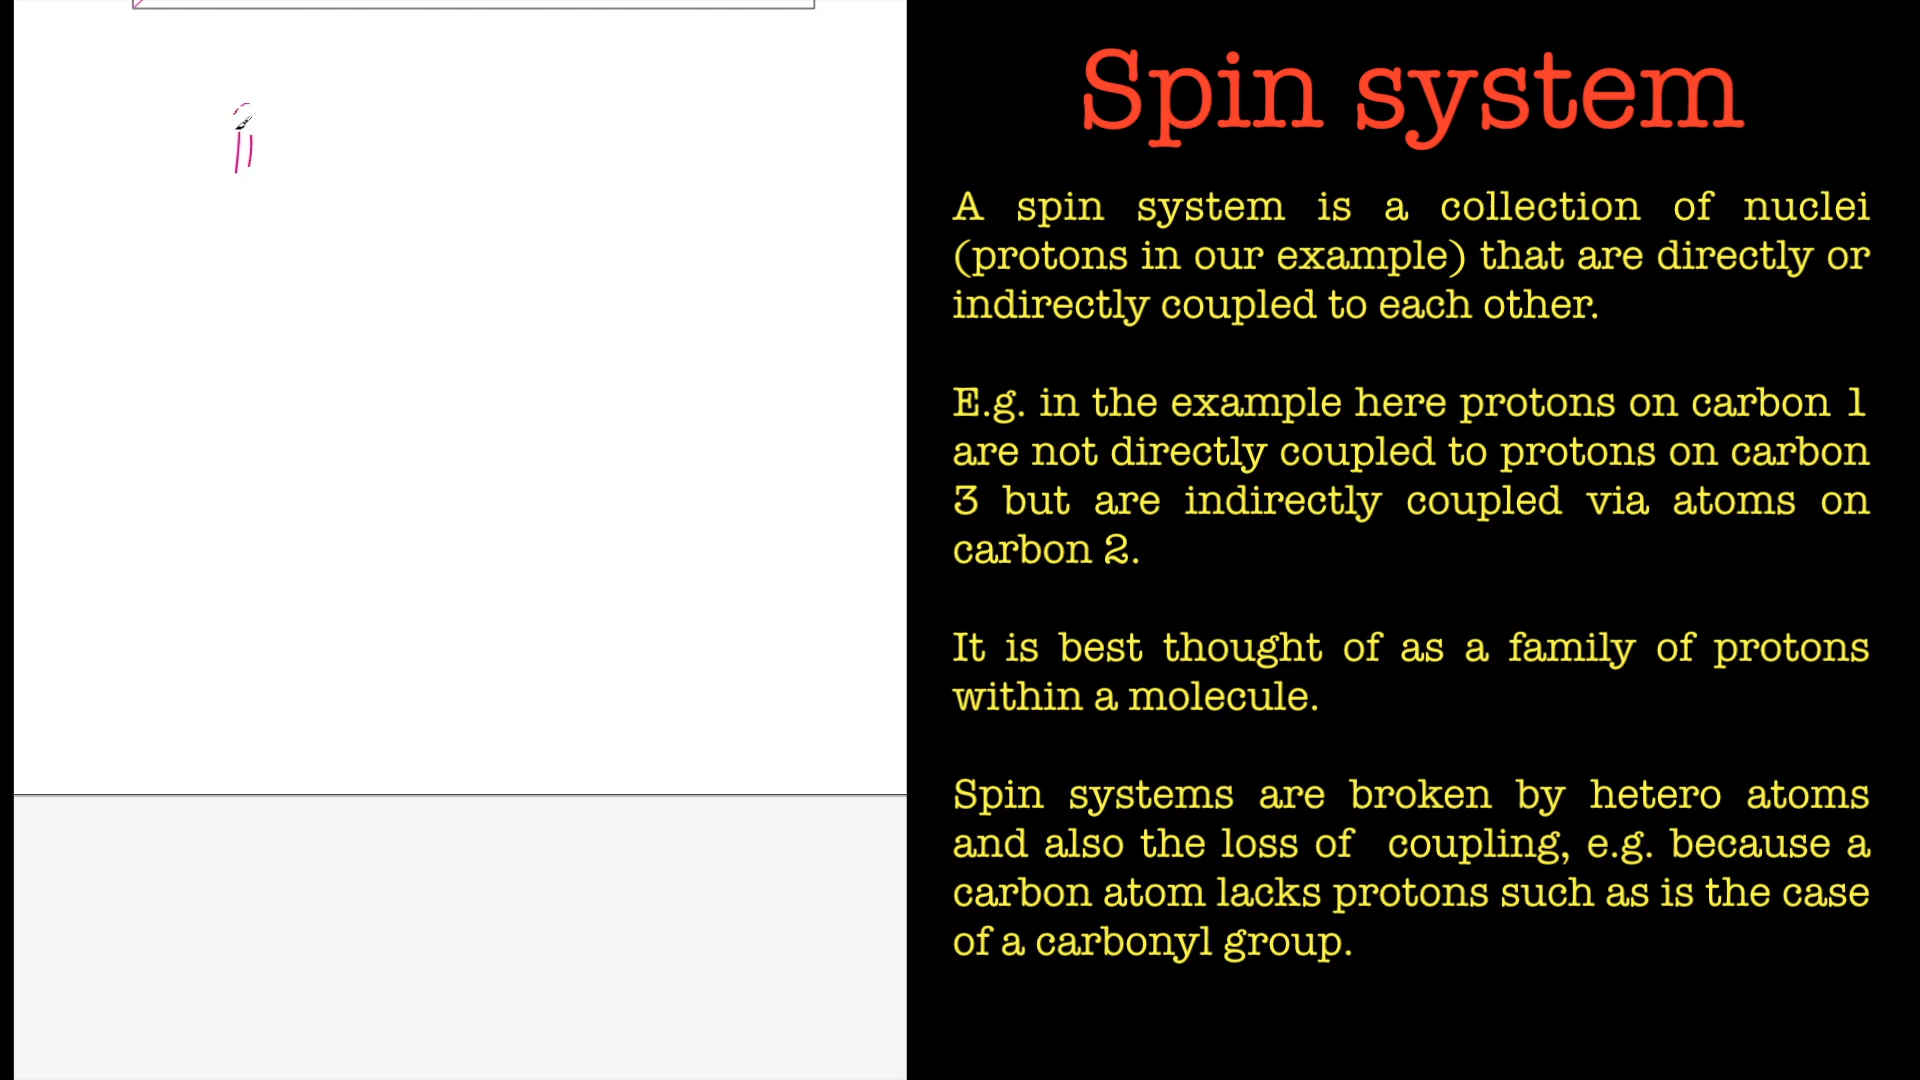 Spin system
A spin system is a collection of nuclei
(protons in our example) that are directly or
indirectly coupled to each other.
E.g. in the example here protons on carbon 1
are not directly coupled to protons on carbon
3 but are indirectly coupled via atoms on
carbon 2.
It is best thought of as a family of protons
within a molecule.
Spin systems are broken by hetero atoms
and also the loss of coupling, e.g. because a
carbon atom lacks protons such as is the case
of a carbonyl group.